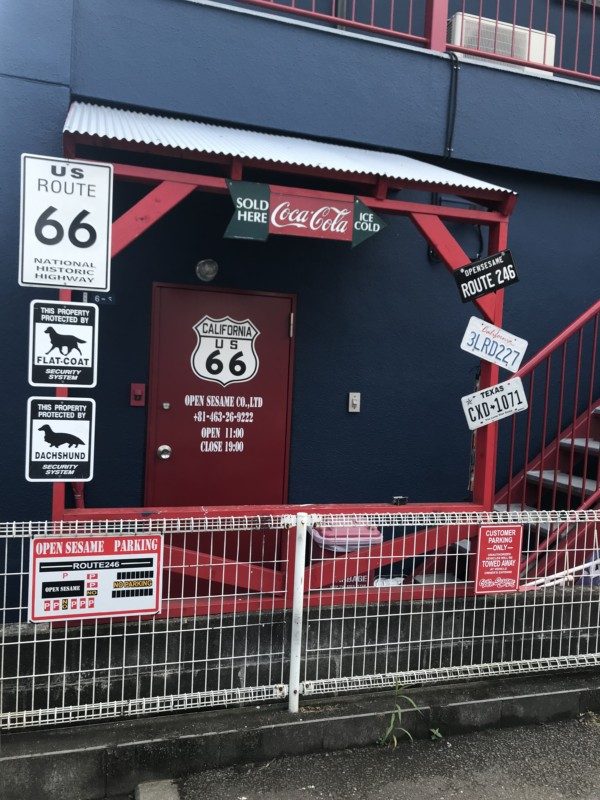 US
ROUTE
66
NATIONAL
HISTORIC
HIGHWAY
THIS PROPERTY
PROTECTED BY
FLAT-COAT
SECURITY
SYSTEM
THIS PROPERTY
PROTECTED BY
DACHSHUND
SECURITY
SYSTEM
SOLD
HERE
Coca-Cola
ICE
COLD
CALIFORNIA
US
66
OPEN SESAME CO.,LTD
+81-463-26-9222
OPEN 11:00
CLOSE 19:00
"OPENSESAME"
ROUTE 246
California
3LRD227
TEXAS
CXD*1071
OPEN SESAME PARKING
ROUTE246
P
P
OPEN SESAME
P
NO PARKING
NO
P P P P P
CUSTOMER
PARKING
ONLY
TOWED AWAY